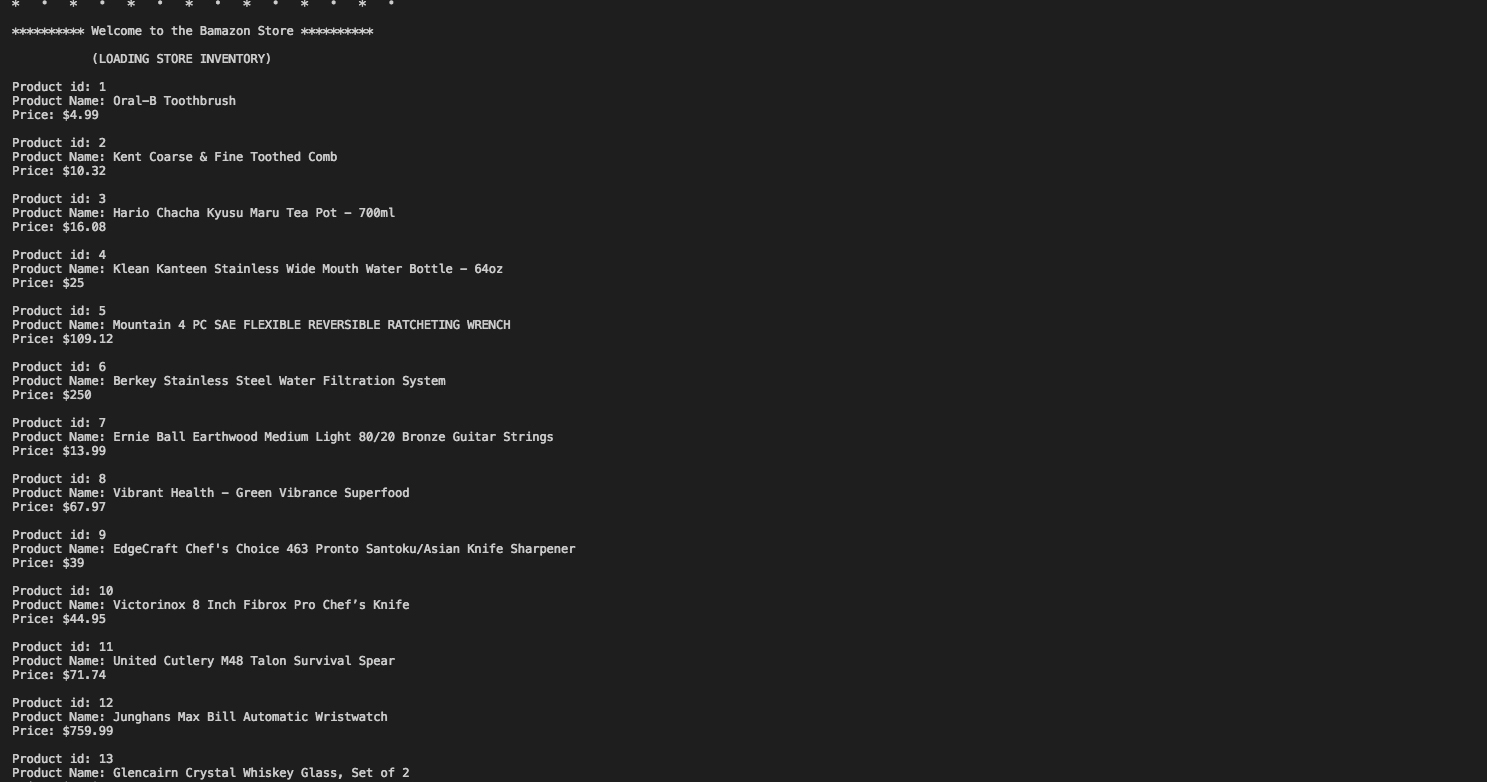 * • * • * • * • * • * • * •
********** Welcome to the Bamazon Store **********
(LOADING STORE INVENTORY)
Product id: 1
Product Name: Oral-B Toothbrush
Price: $4.99
Product id: 2
Product Name: Kent Coarse & Fine Toothed Comb
Price: $10.32
Product id: 3
Product Name: Hario Chacha Kyusu Maru Tea Pot - 700ml
Price: $16.08
Product id: 4
Product Name: Klean Kanteen Stainless Wide Mouth Water Bottle - 64oz
Price: $25
Product id: 5
Product Name: Mountain 4 PC SAE FLEXIBLE REVERSIBLE RATCHETING WRENCH
Price: $109.12
Product id: 6
Product Name: Berkey Stainless Steel Water Filtration System
Price: $250
Product id: 7
Product Name: Ernie Ball Earthwood Medium Light 80/20 Bronze Guitar Strings
Price: $13.99
Product id: 8
Product Name: Vibrant Health - Green Vibrance Superfood
Price: $67.97
Product id: 9
Product Name: EdgeCraft Chef's Choice 463 Pronto Santoku/Asian Knife Sharpener
Price: $39
Product id: 10
Product Name: Victorinox 8 Inch Fibrox Pro Chef’s Knife
Price: $44.95
Product id: 11
Product Name: United Cutlery M48 Talon Survival Spear
Price: $71.74
Product id: 12
Product Name: Junghans Max Bill Automatic Wristwatch
Price: $759.99
Product id: 13
Product Name: Glencairn Crystal Whiskey Glass, Set of 2